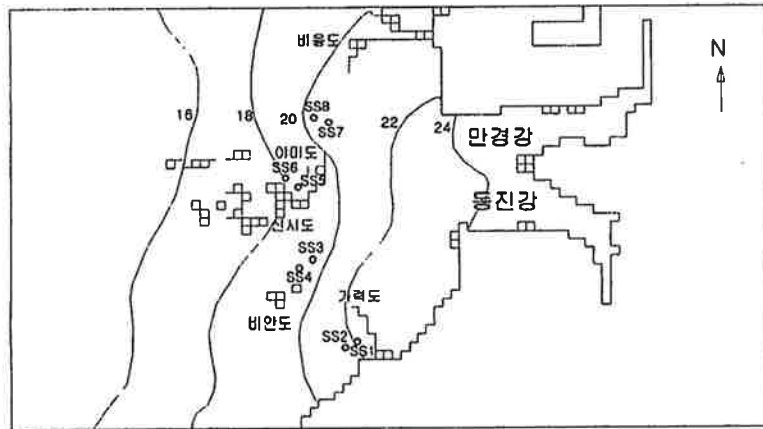 비응도
N
16
18
20
SS8
SS7
22
24
만경강
야미도
SS6
SS5
동진강
신시도
SS3
SS4
가력도
비안도
SS2
SS1